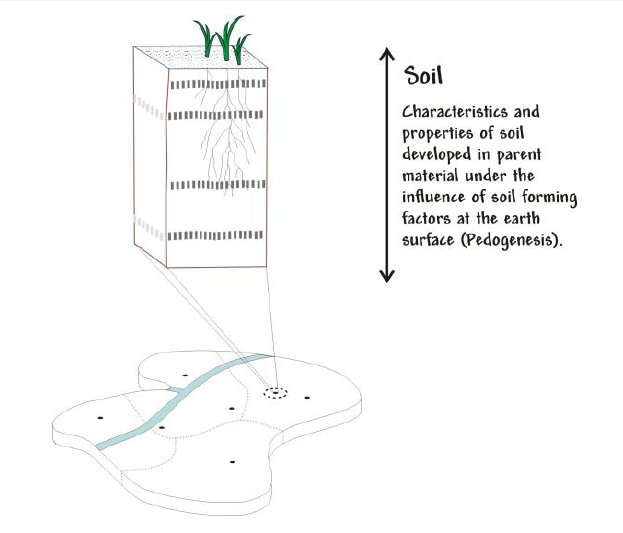 Soil
Characteristics and
properties of soil
developed in parent
material under the
influence of soil forming
factors at the earth
surface (Pedogenesis).